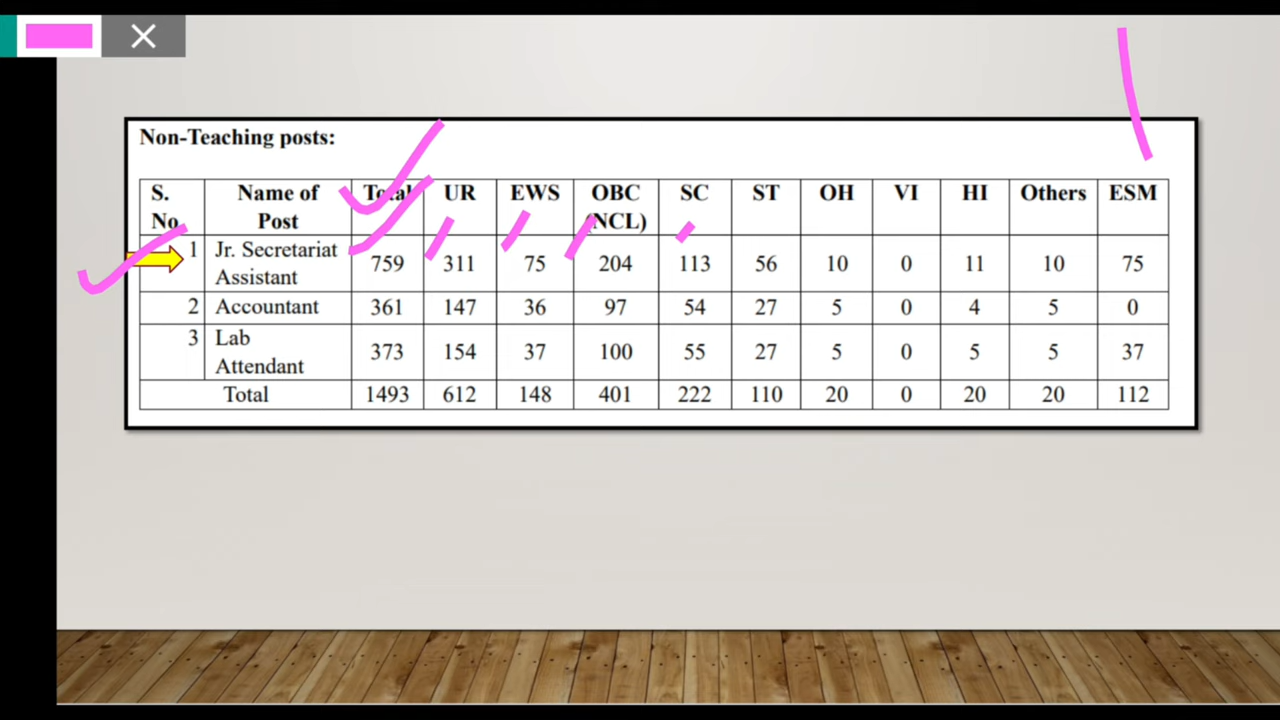 Non-Teaching posts:
S. No. Name of Post Total UR EWS OBC (NCL) SC ST OH VI HI Others ESM
1 Jr. Secretariat Assistant 759 311 75 204 113 56 10 0 11 10 75
2 Accountant 361 147 36 97 54 27 5 0 4 5 0
3 Lab Attendant 373 154 37 100 55 27 5 0 5 5 37
Total 1493 612 148 401 222 110 20 0 20 20 112